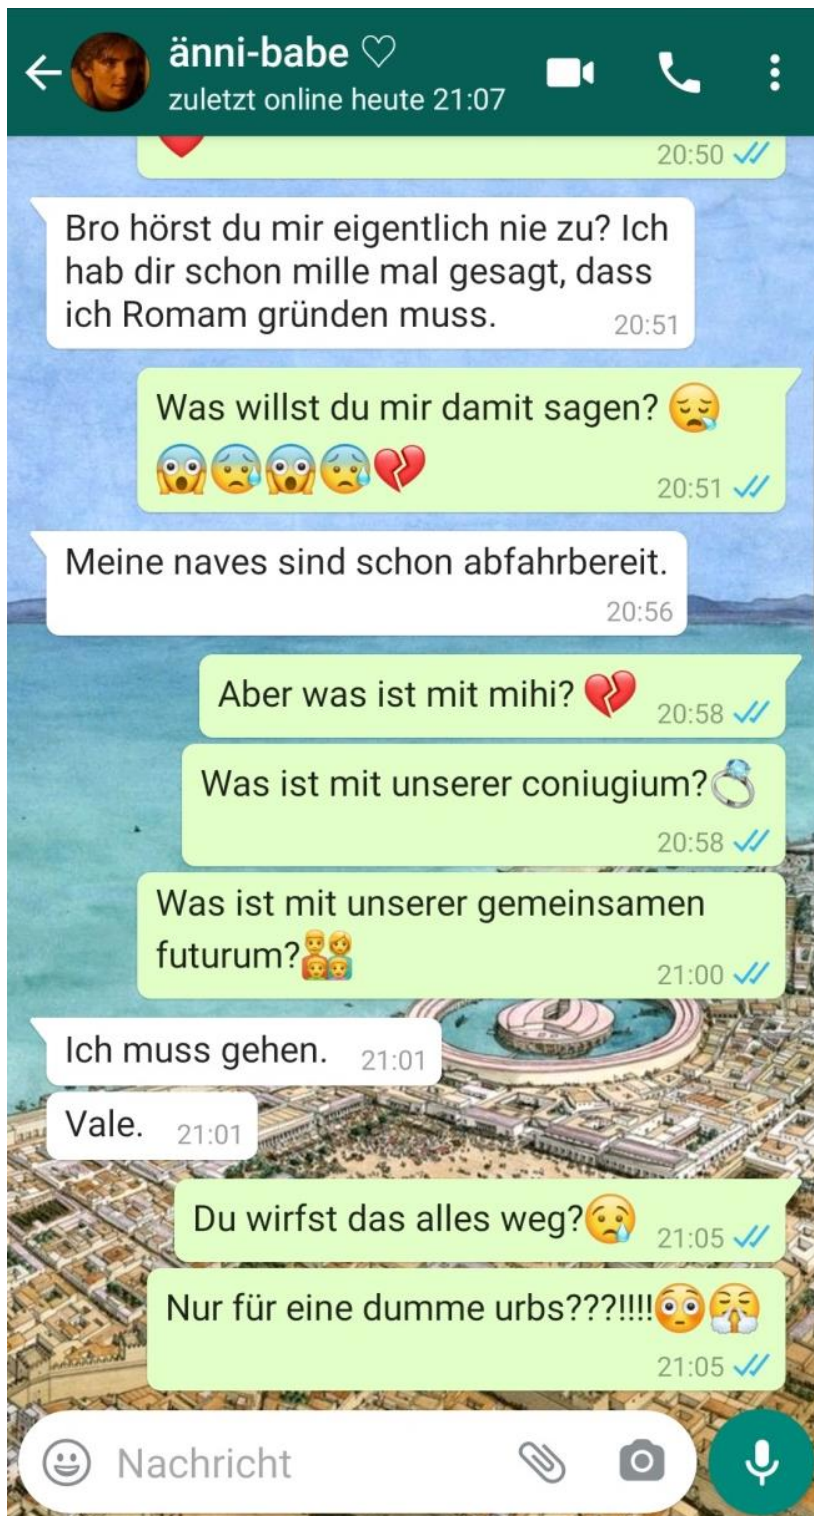 änni-babe ♡
zuletzt online heute 21:07
20:50
Bro hörst du mir eigentlich nie zu? Ich
hab dir schon mille mal gesagt, dass
ich Romam gründen muss.
20:51
Was willst du mir damit sagen? 😪
😱😰😱😰💔
20:51
Meine naves sind schon abfahrbereit.
20:56
Aber was ist mit mihi? 💔
20:58
Was ist mit unserer coniugium?💍
20:58
Was ist mit unserer gemeinsamen
futurum?👨‍👩‍👧‍👦
21:00
Ich muss gehen.
21:01
Vale.
21:01
Du wirfst das alles weg?😢
21:05
Nur für eine dumme urbs???!!!!😳😤
21:05
Nachricht